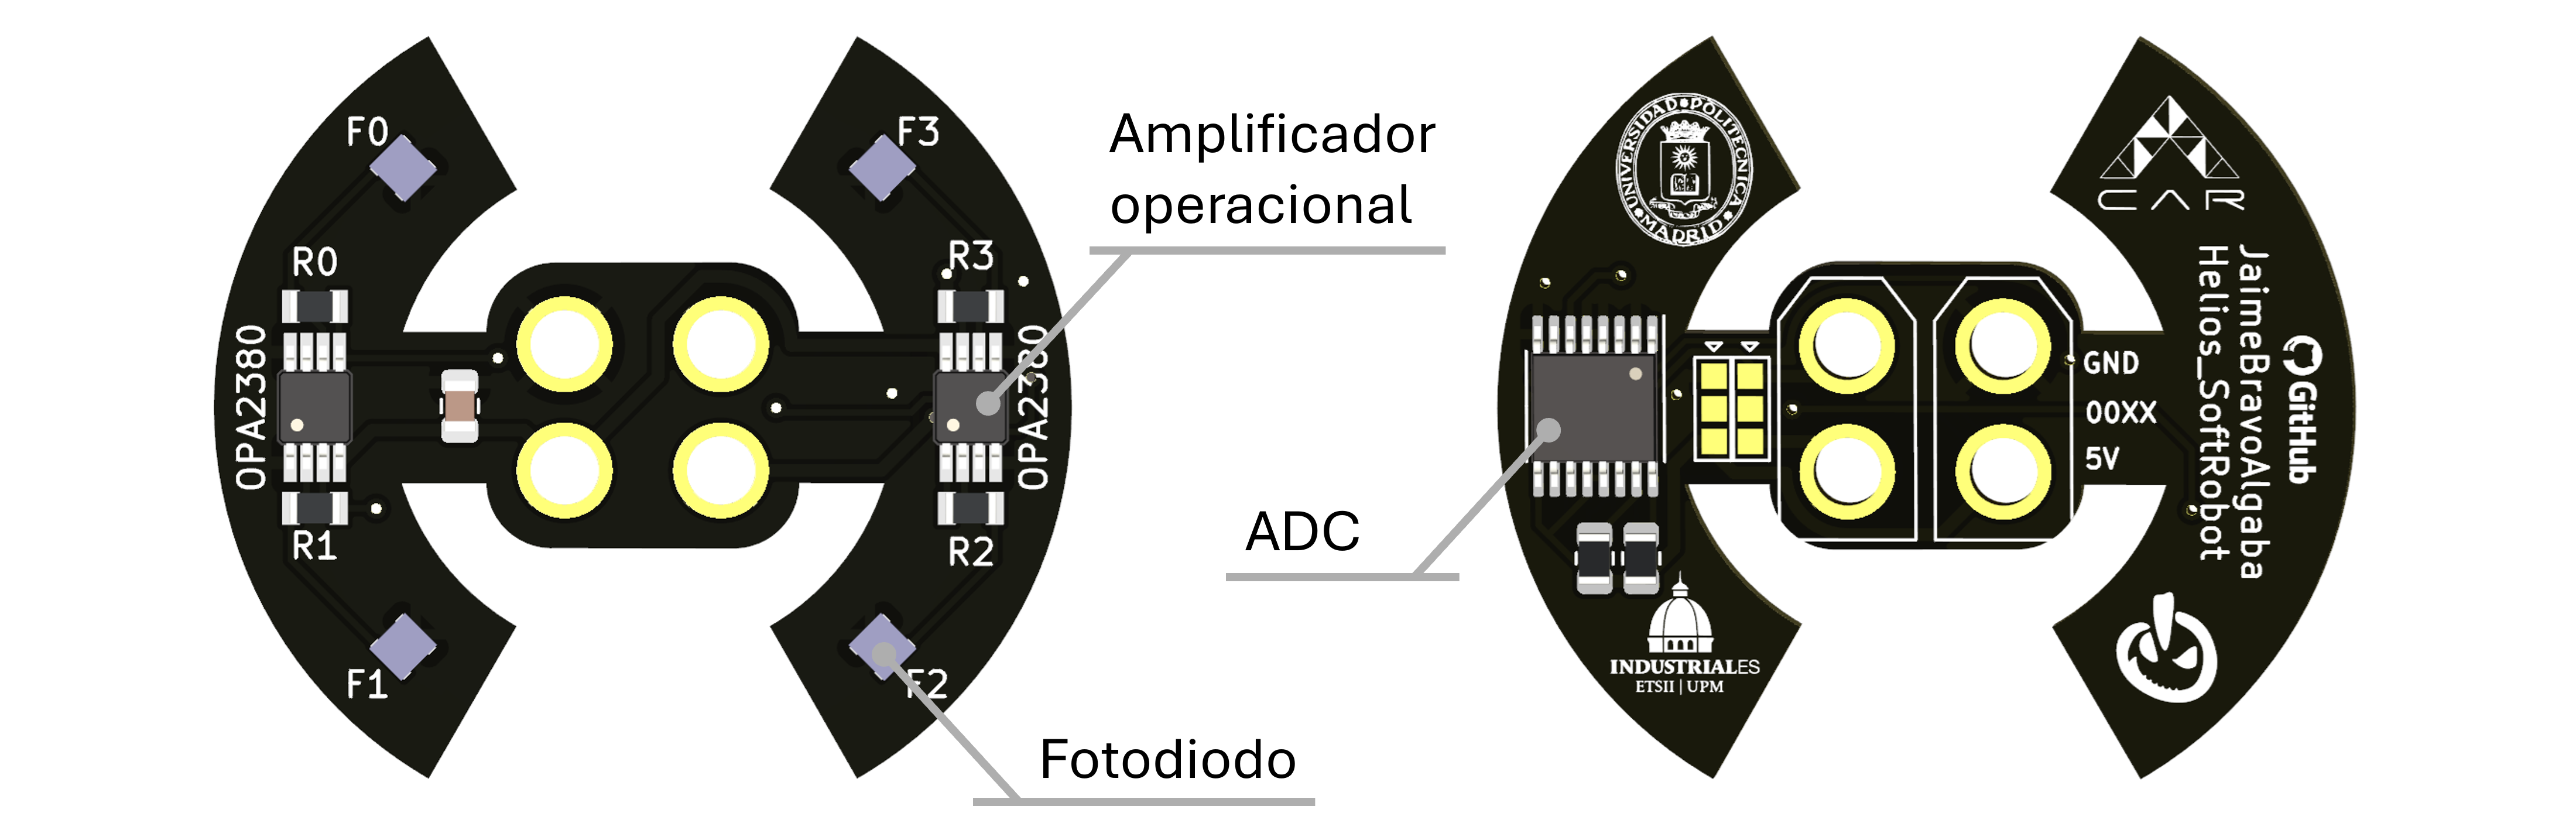 F0
F3
Amplificador
operacional
R0
R3
OPA2380
OPA2380
R1
R2
F1
F2
Fotodiodo
ADC
UNIVERSIDAD POLITECNICA
MADRID
CAR
JaimeBravoAlgaba
Helios_SoftRobot
GitHub
GND
00XX
5V
INDUSTRIALES
ETSII | UPM